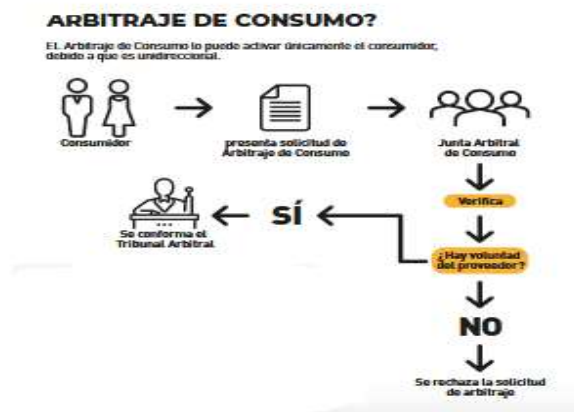 ARBITRAJE DE CONSUMO?
EL Arbitraje de Consumo lo puede activar únicamente el consumidor,
debido a que es unidireccional.
Consumidor
presenta solicitud de
Arbitraje de Consumo
Junta Arbitral
de Consumo
Verifica
¿Hay voluntad
del proveedor?
SÍ
Se conforma el
Tribunal Arbitral
NO
Se rechaza la solicitud
de arbitraje